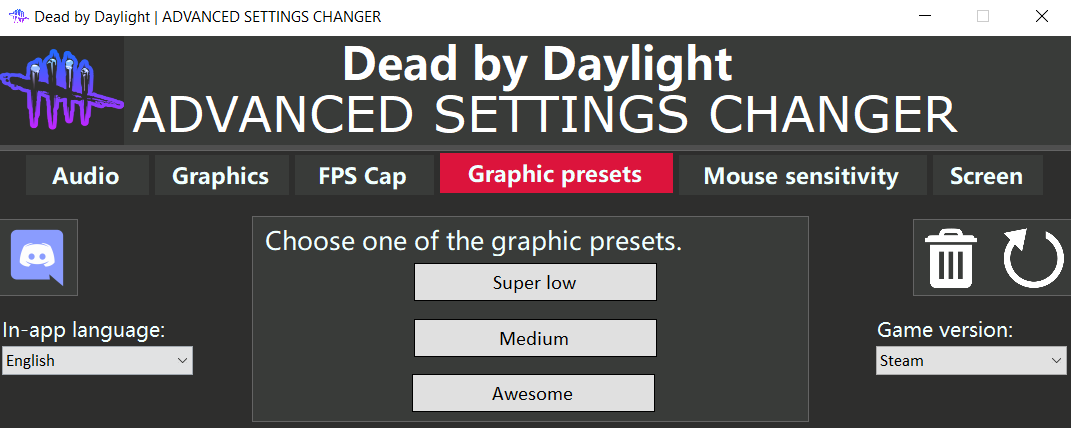 Dead by Daylight | ADVANCED SETTINGS CHANGER
Dead by Daylight
ADVANCED SETTINGS CHANGER
Audio Graphics FPS Cap Graphic presets Mouse sensitivity Screen
Choose one of the graphic presets.
Super low
Medium
Awesome
In-app language:
English
Game version:
Steam